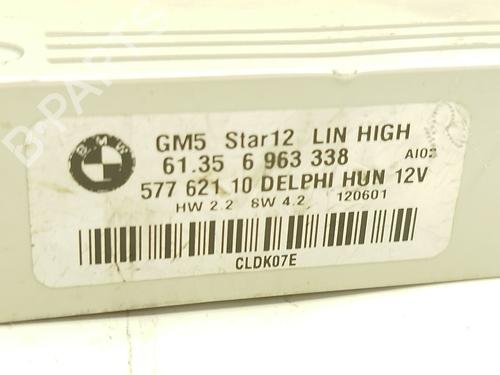 B-PARTS
BMW
GM5 Star12 LIN HIGH
61.35 6 963 338 AI02
577 621 10 DELPHI HUN 12V
HW 2.2 SW 4.2 120601
CLDK07E